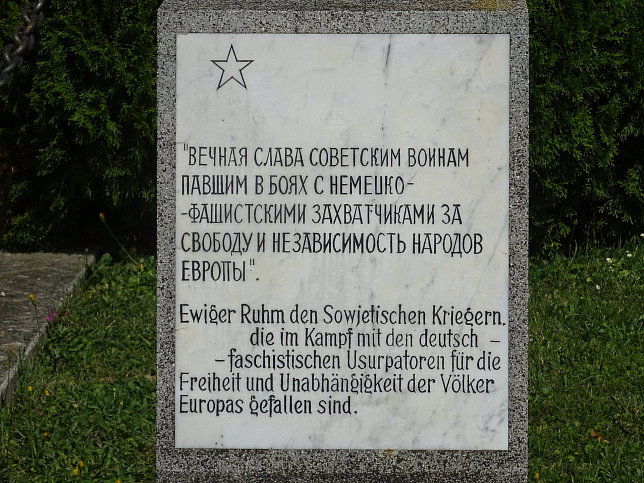 "ВЕЧНАЯ СЛАВА СОВЕТСКИМ ВОИНАМ
ПАВШИМ В БОЯХ С НЕМЕЦКО-
-ФАШИСТСКИМИ ЗАХВАТЧИКАМИ ЗА
СВОБОДУ И НЕЗАВИСИМОСТЬ НАРОДОВ
ЕВРОПЫ".
Ewiger Ruhm den Sowjetischen Kriegern,
die im Kampf mit den deutsch -
- faschistischen Usurpatoren für die
Freiheit und Unabhängigkeit der Völker
Europas gefallen sind.